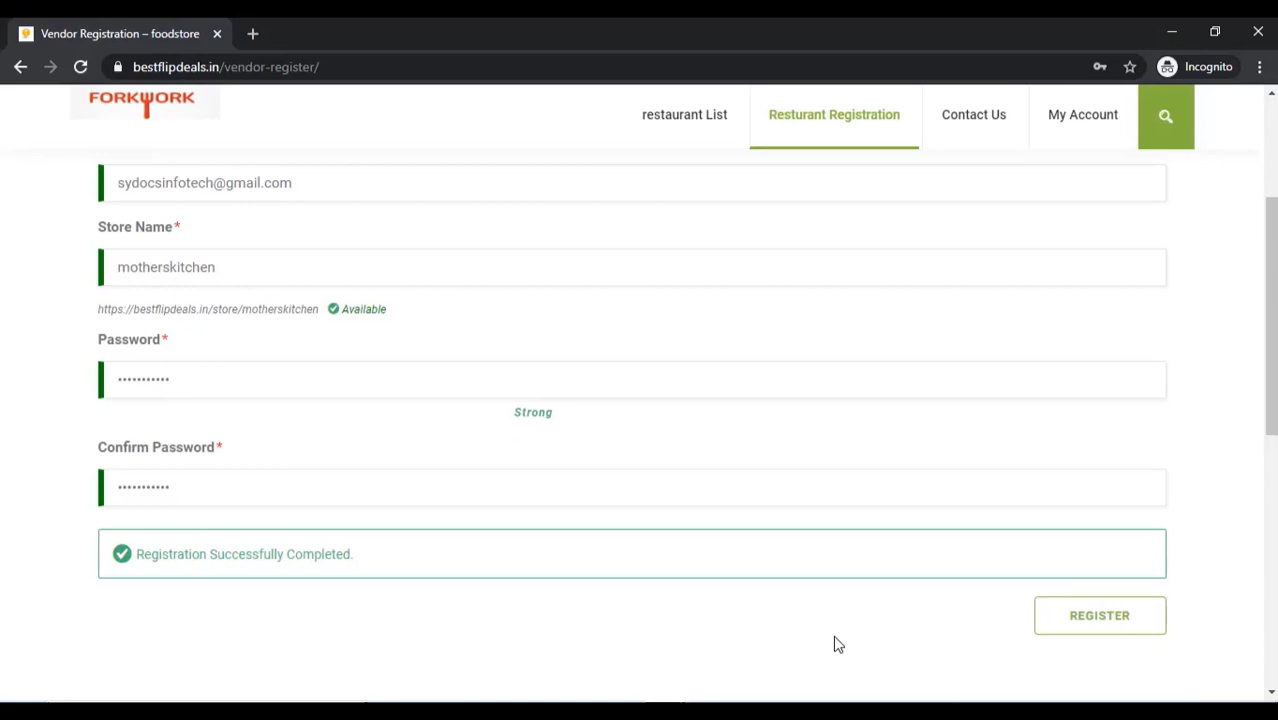 Vendor Registration – foodstore
bestflipdeals.in/vendor-register/
Incognito
FORKWORK
restaurant List
Resturant Registration
Contact Us
My Account
sydocsinfotech@gmail.com
Store Name*
motherskitchen
https://bestflipdeals.in/store/motherskitchen Available
Password*
•••••••••••
Strong
Confirm Password*
•••••••••••
Registration Successfully Completed.
REGISTER